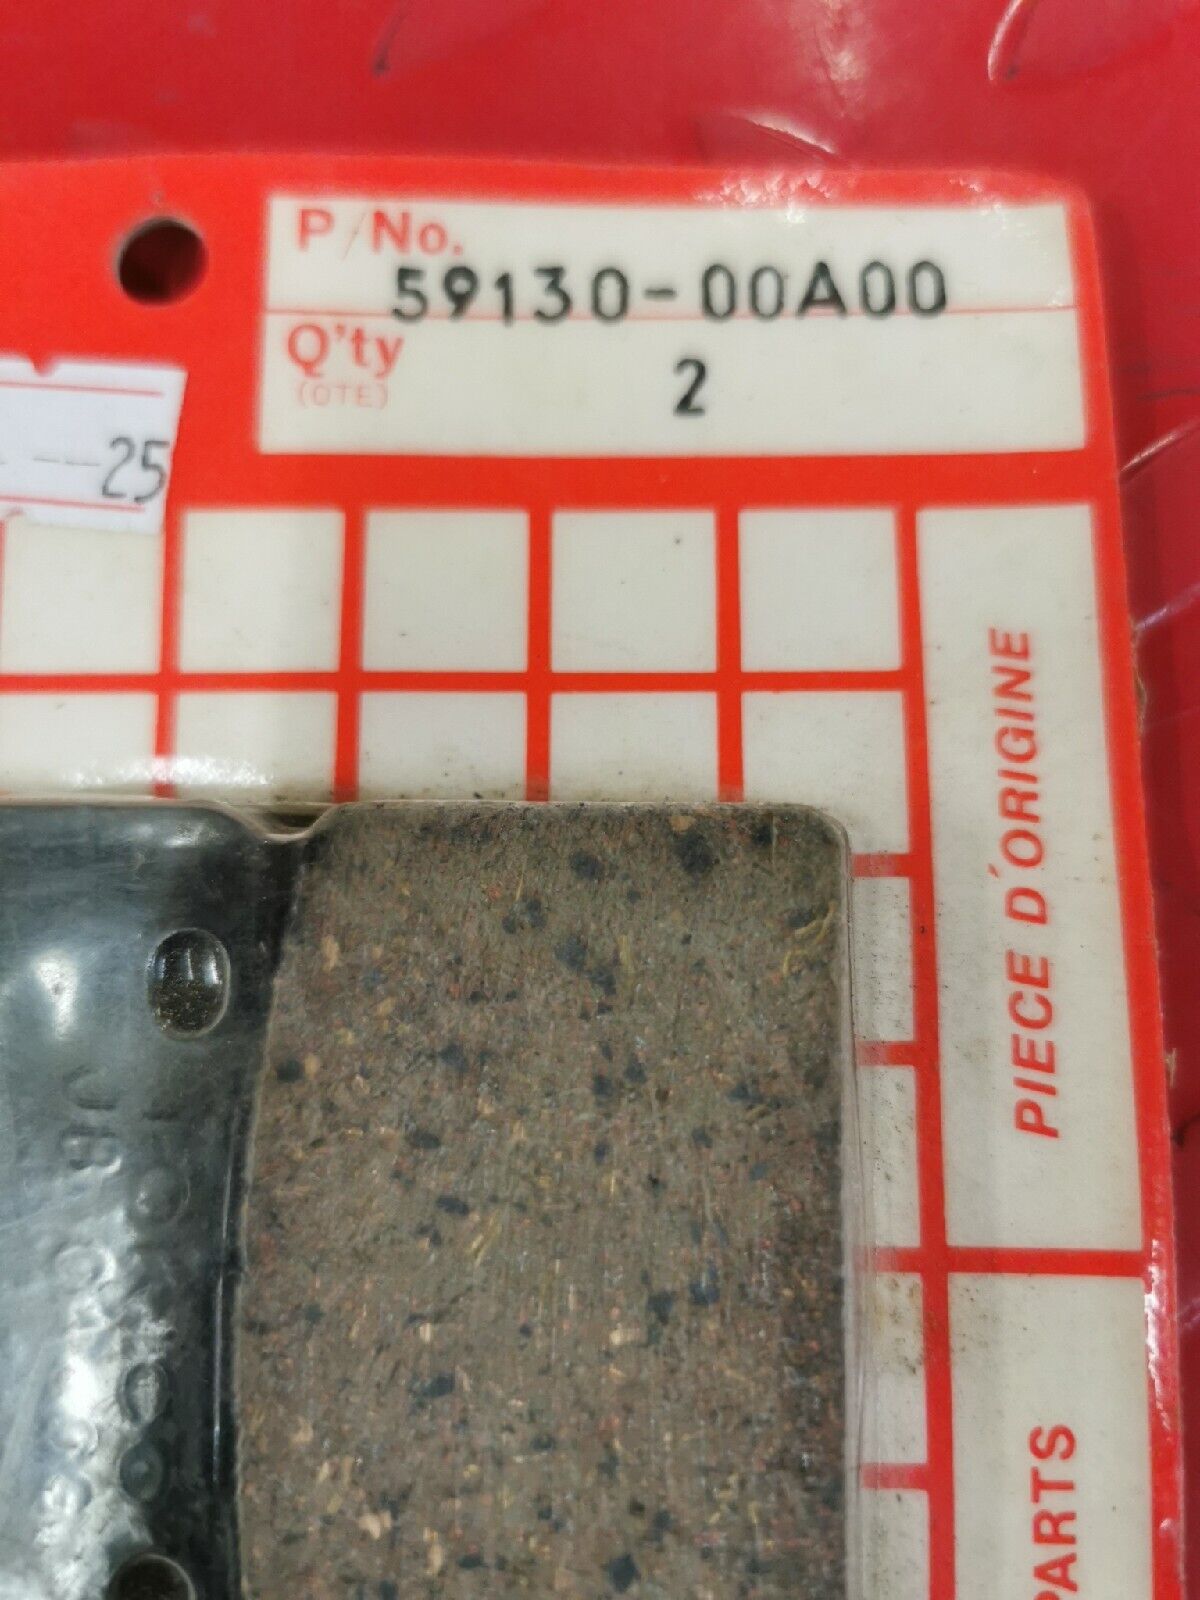 P/No.
59130-00A00
Q'ty
(QTE)
2
25
PIECE D'ORIGINE
PARTS